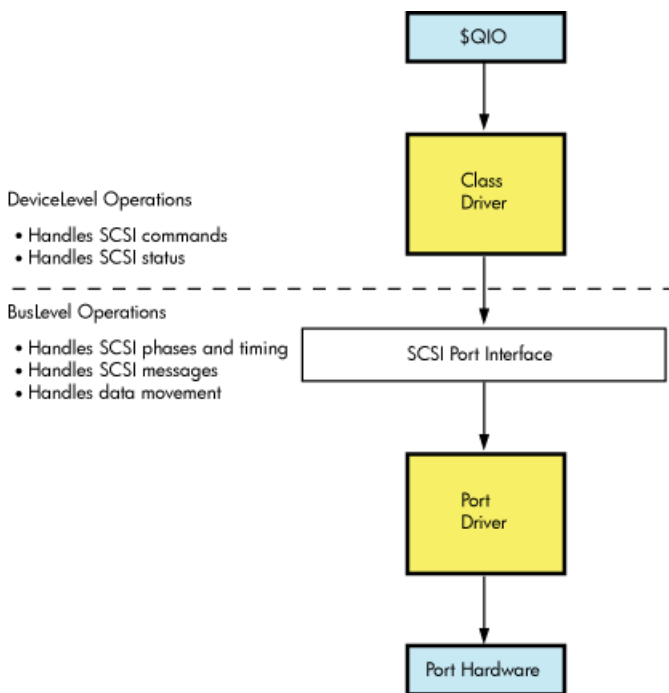 $QIO
Class
Driver
DeviceLevel Operations
• Handles SCSI commands
• Handles SCSI status
BusLevel Operations
• Handles SCSI phases and timing
• Handles SCSI messages
• Handles data movement
SCSI Port Interface
Port
Driver
Port Hardware